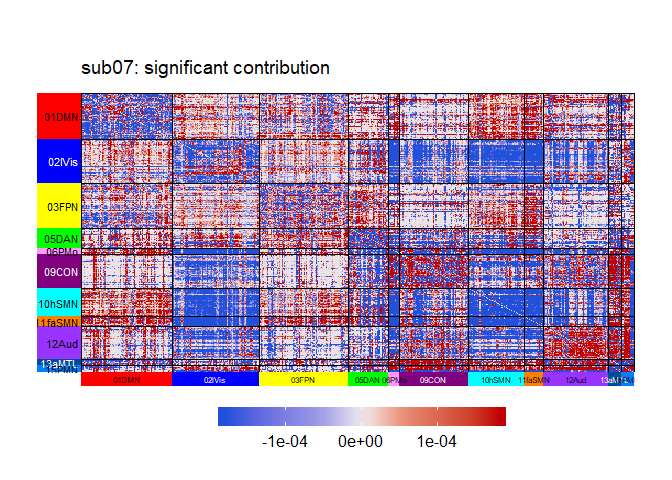 sub07: significant contribution
01DMN
02lVis
03FPN
05DAN
06PMo
09CON
10hSMN
11faSMN
12Aud
13aMTL
01DMN 02lVis 03FPN 05DAN 09CON 10hSMN 11faSMN 12Aud
-1e-04 0e+00 1e-04